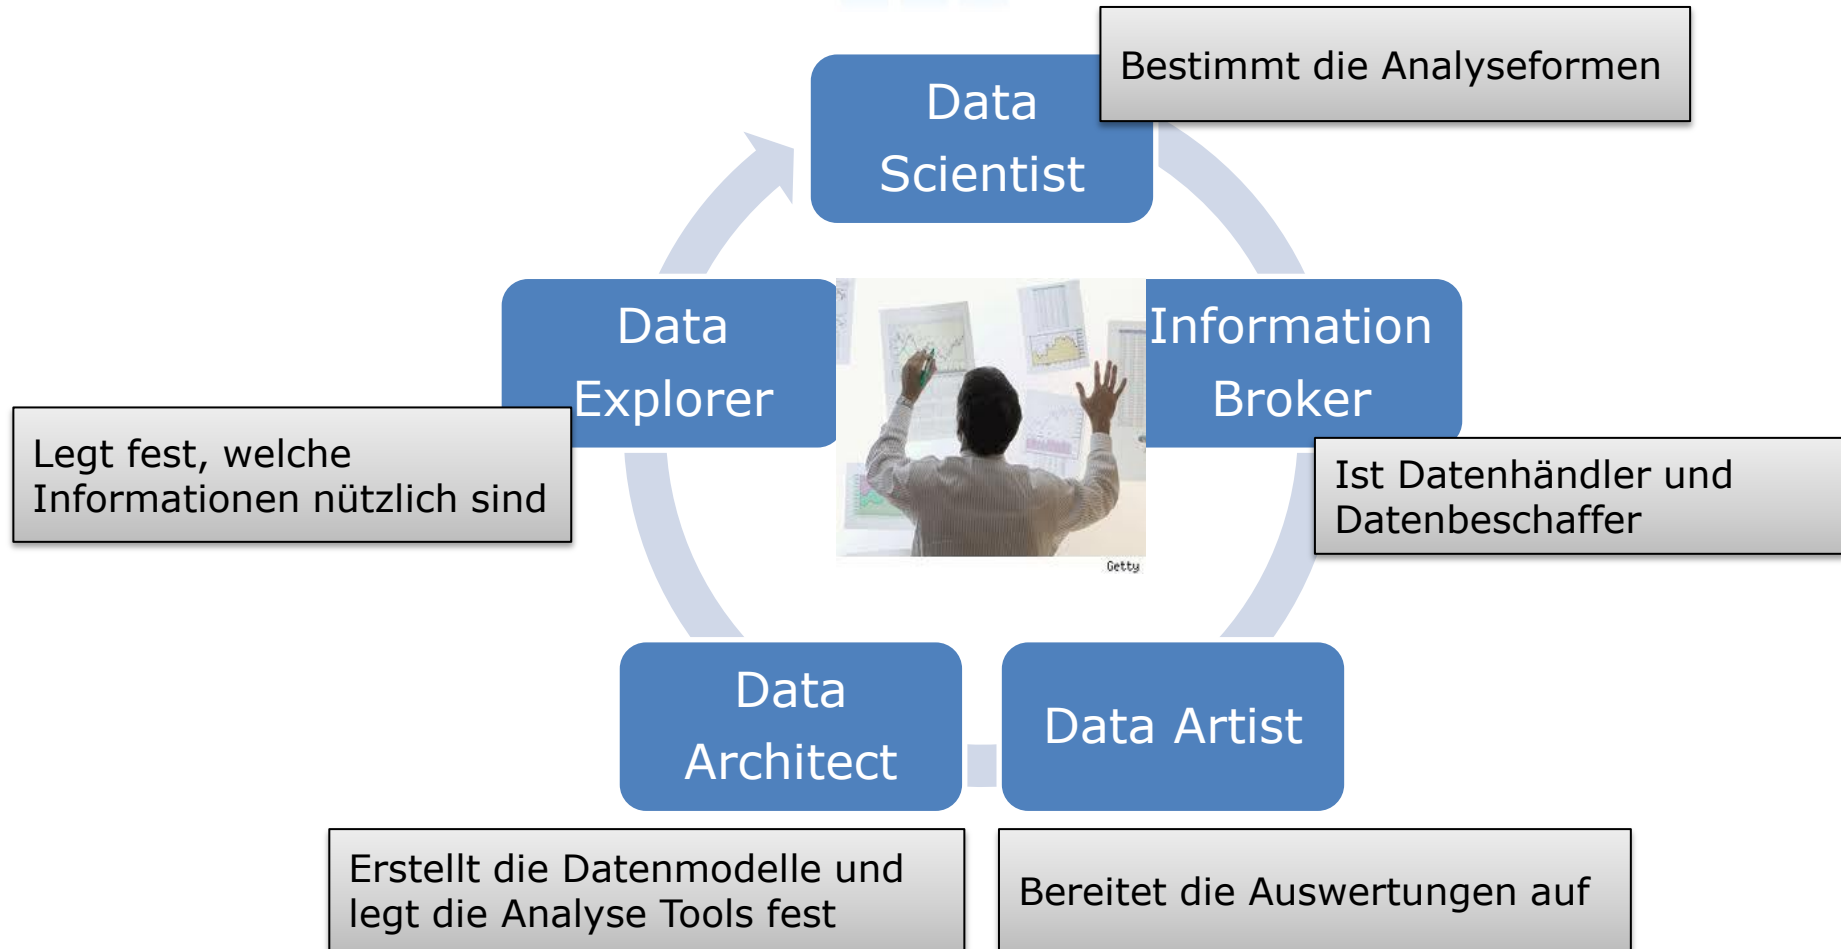 Bestimmt die Analyseformen
Data
Scientist
Data
Explorer
Information
Broker
Legt fest, welche
Informationen nützlich sind
Ist Datenhändler und
Datenbeschaffer
Getty
Data
Architect
Data Artist
Erstellt die Datenmodelle und
legt die Analyse Tools fest
Bereitet die Auswertungen auf